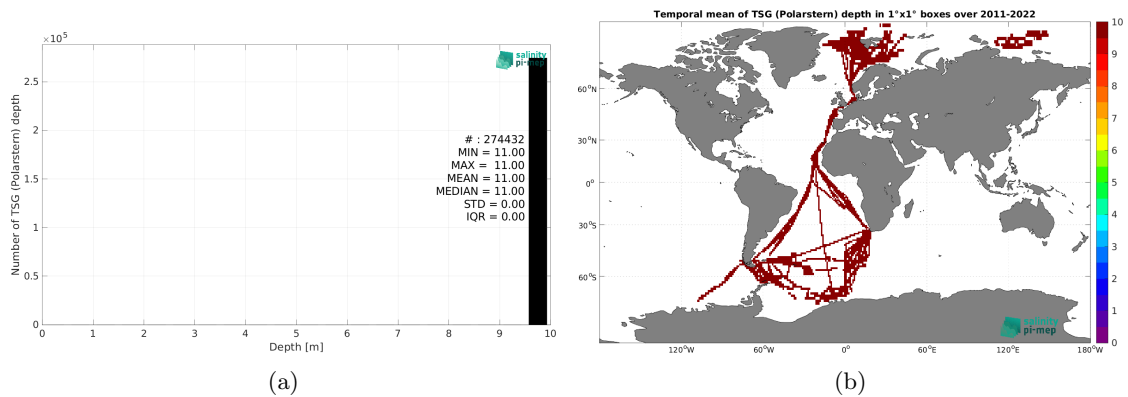 ×10⁵
salinity
pi-mep
2.5
2
1.5
1
0.5
0
# : 274432
MIN = 11.00
MAX = 11.00
MEAN = 11.00
MEDIAN = 11.00
STD = 0.00
IQR = 0.00
Number of TSG (Polarstern) depth
0 1 2 3 4 5 6 7 8 9 10
Depth [m]
(a)
Temporal mean of TSG (Polarstern) depth in 1°x1° boxes over 2011-2022
60°N
30°N
0°
30°S
60°S
120°W 60°W 0° 60°E 120°E 180°W
salinity
pi-mep
10
9
8
7
6
5
4
3
2
1
0
(b)